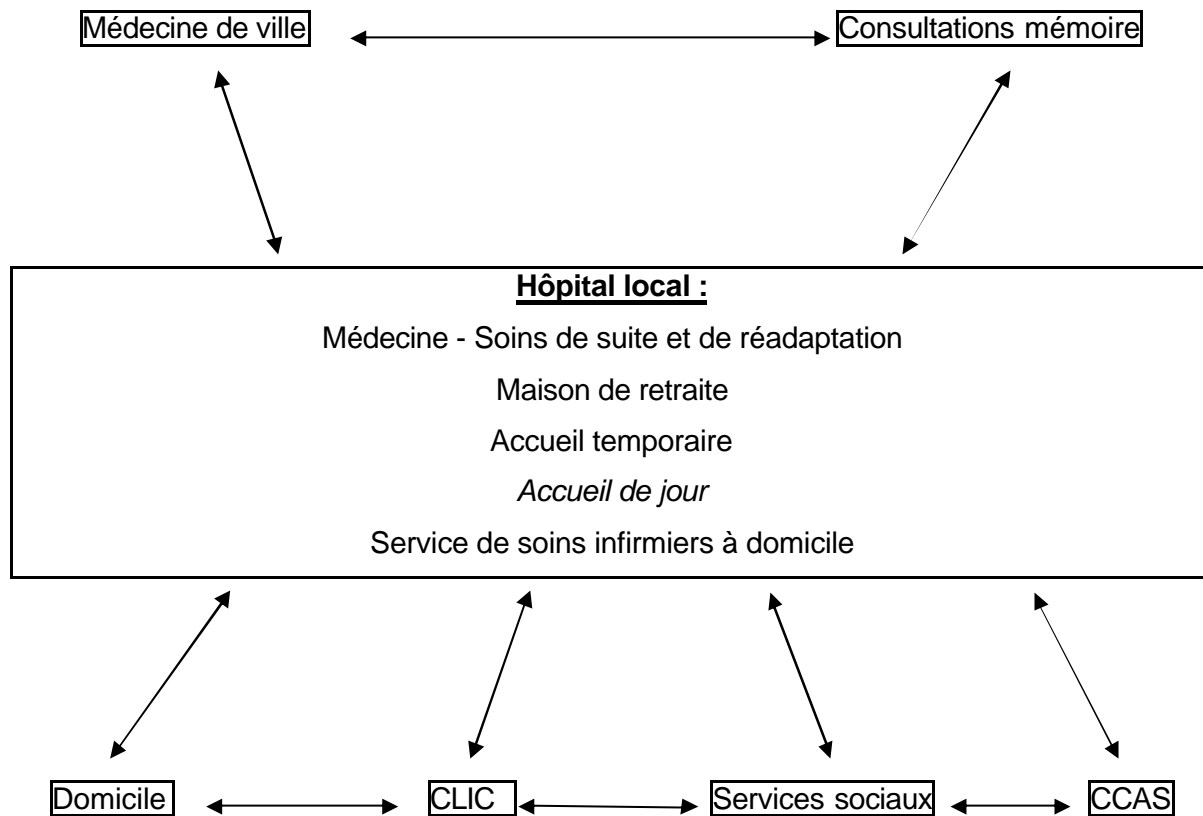 Médecine de ville
Consultations mémoire
Hôpital local :
Médecine - Soins de suite et de réadaptation
Maison de retraite
Accueil temporaire
Accueil de jour
Service de soins infirmiers à domicile
Domicile
CLIC
Services sociaux
CCAS